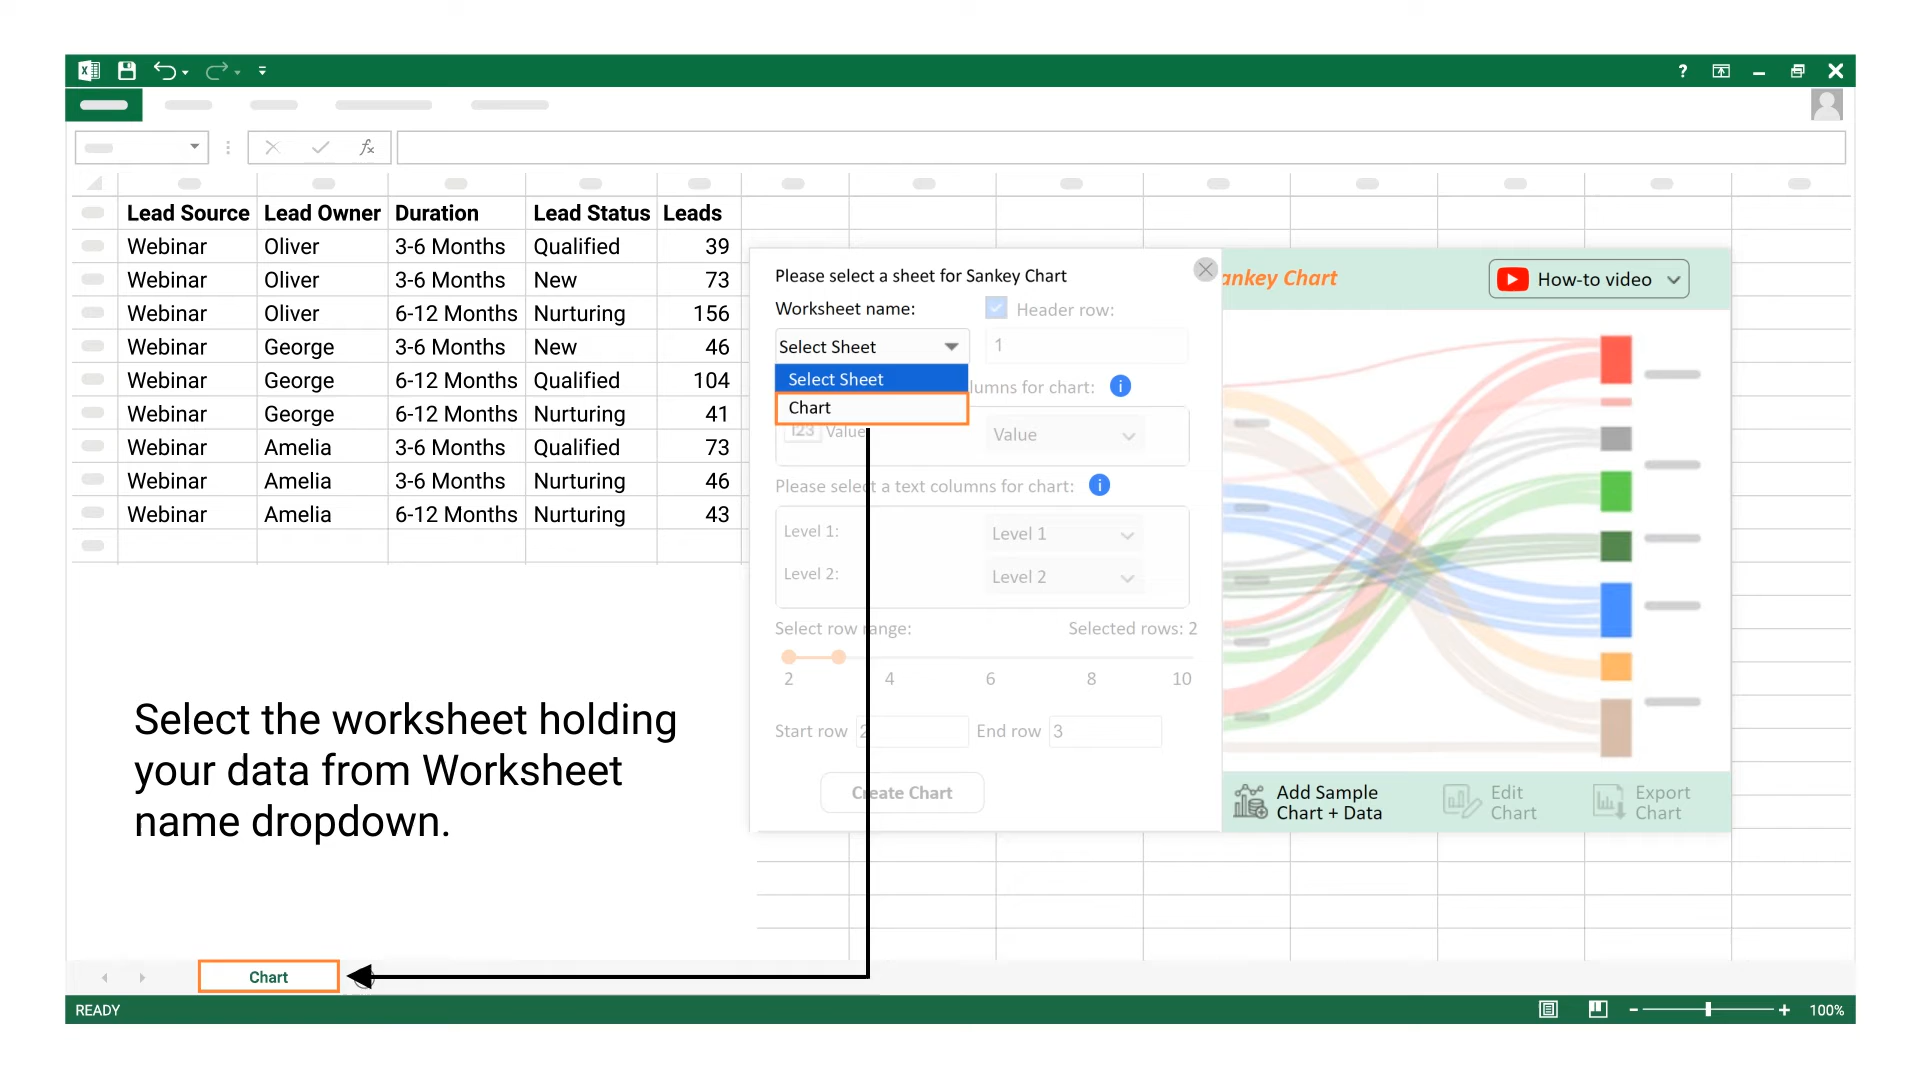 Lead Source Lead Owner Duration Lead Status Leads
Webinar Oliver 3-6 Months Qualified 39
Webinar Oliver 3-6 Months New 73
Webinar Oliver 6-12 Months Nurturing 156
Webinar George 3-6 Months New 46
Webinar George 6-12 Months Qualified 104
Webinar George 6-12 Months Nurturing 41
Webinar Amelia 3-6 Months Qualified 73
Webinar Amelia 3-6 Months Nurturing 46
Webinar Amelia 6-12 Months Nurturing 43
Please select a sheet for Sankey Chart
Worksheet name:
Header row:
Select Sheet
1
Select Sheet
Chart
lumns for chart:
123 Value
Value
Please select a text columns for chart:
Level 1:
Level 1
Level 2:
Level 2
Select row range:
Selected rows: 2
2 4 6 8 10
Start row 2 End row 3
Create Chart
ankey Chart
How-to video
Add Sample
Chart + Data
Edit
Chart
Export
Chart
Select the worksheet holding
your data from Worksheet
name dropdown.
Chart
READY
100%